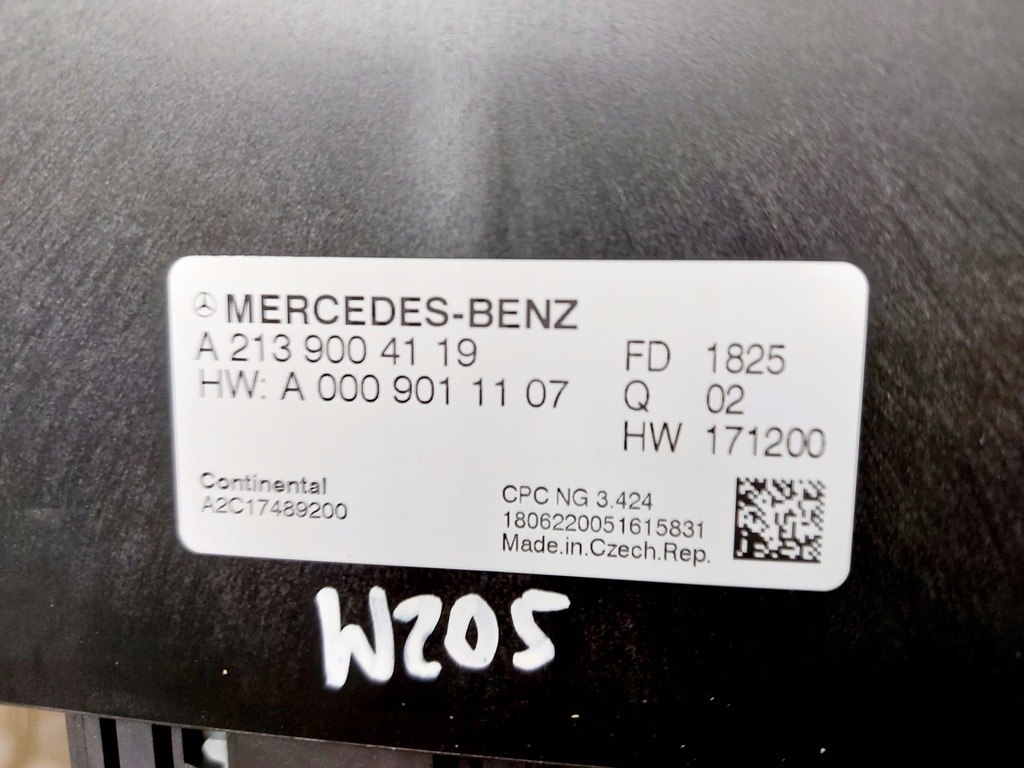 MERCEDES-BENZ
A 213 900 41 19
HW: A 000 901 11 07
FD 1825
Q 02
HW 171200
Continental
A2C17489200
CPC NG 3.424
1806220051615831
Made.in.Czech.Rep.
W205